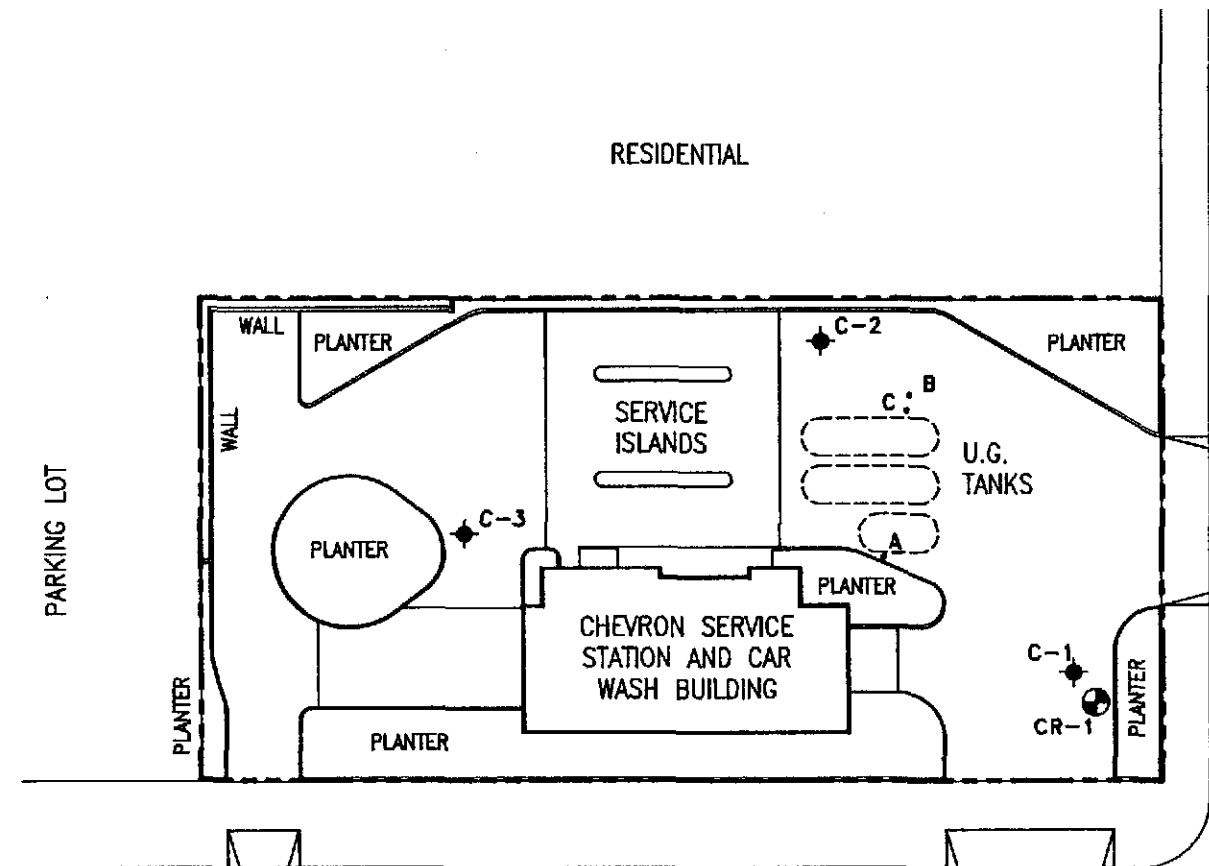 RESIDENTIAL
WALL
PLANTER
C-2
PLANTER
B
C
SERVICE
ISLANDS
WALL
U.G.
TANKS
PARKING LOT
C-3
PLANTER
A
PLANTER
CHEVRON SERVICE
STATION AND CAR
WASH BUILDING
C-1
CR-1
PLANTER
PLANTER
PLANTER